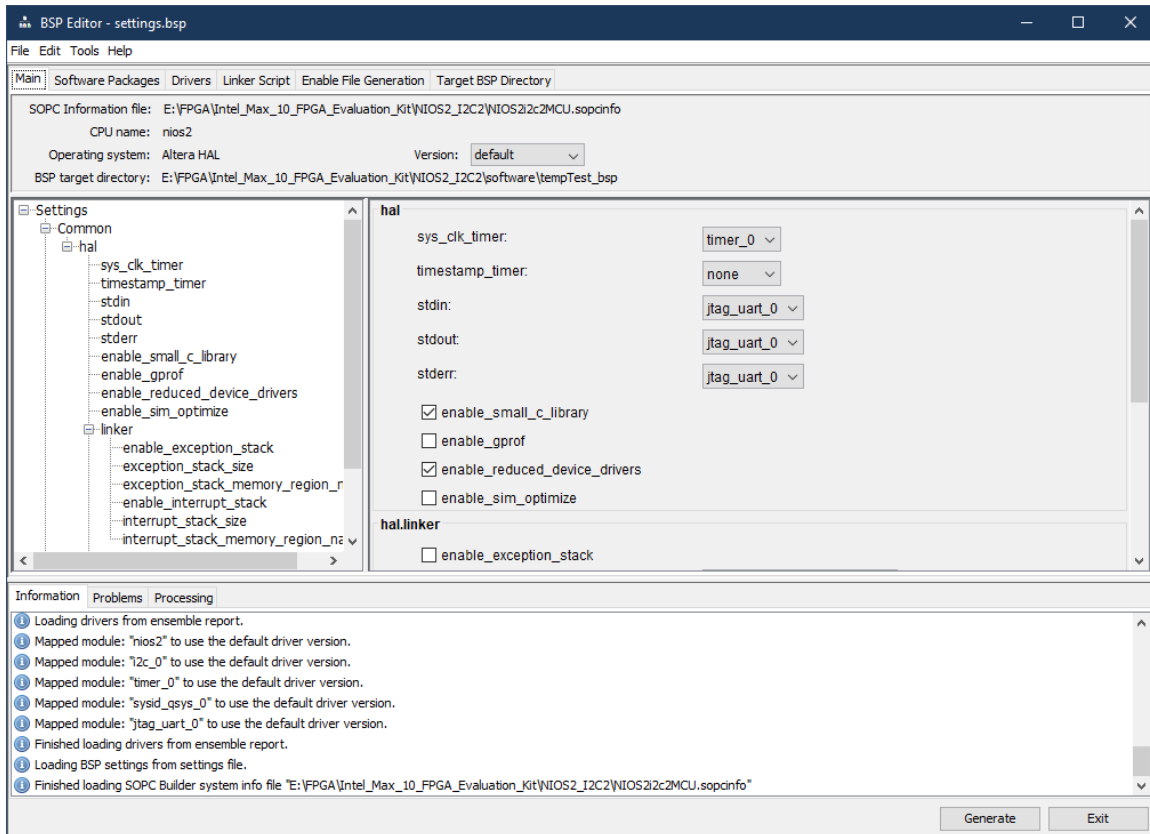 BSP Editor - settings.bsp
File Edit Tools Help
Main Software Packages Drivers Linker Script Enable File Generation Target BSP Directory
SOPC Information file: E:\FPGA\Intel_Max_10_FPGA_Evaluation_Kit\NIOS2_I2C2\NIOS2i2c2MCU.sopcinfo
CPU name: nios2
Operating system: Altera HAL Version: default
BSP target directory: E:\FPGA\Intel_Max_10_FPGA_Evaluation_Kit\NIOS2_I2C2\software\tempTest_bsp
Settings
Common
hal
sys_clk_timer
timestamp_timer
stdin
stdout
stderr
enable_small_c_library
enable_gprof
enable_reduced_device_drivers
enable_sim_optimize
linker
enable_exception_stack
exception_stack_size
exception_stack_memory_region_n
enable_interrupt_stack
interrupt_stack_size
interrupt_stack_memory_region_na
hal
sys_clk_timer: timer_0
timestamp_timer: none
stdin: jtag_uart_0
stdout: jtag_uart_0
stderr: jtag_uart_0
enable_small_c_library
enable_gprof
enable_reduced_device_drivers
enable_sim_optimize
hal.linker
enable_exception_stack
Information Problems Processing
Loading drivers from ensemble report.
Mapped module: "nios2" to use the default driver version.
Mapped module: "i2c_0" to use the default driver version.
Mapped module: "timer_0" to use the default driver version.
Mapped module: "sysid_qsys_0" to use the default driver version.
Mapped module: "jtag_uart_0" to use the default driver version.
Finished loading drivers from ensemble report.
Loading BSP settings from settings file.
Finished loading SOPC Builder system info file "E:\FPGA\Intel_Max_10_FPGA_Evaluation_Kit\NIOS2_I2C2\NIOS2i2c2MCU.sopcinfo"
Generate Exit